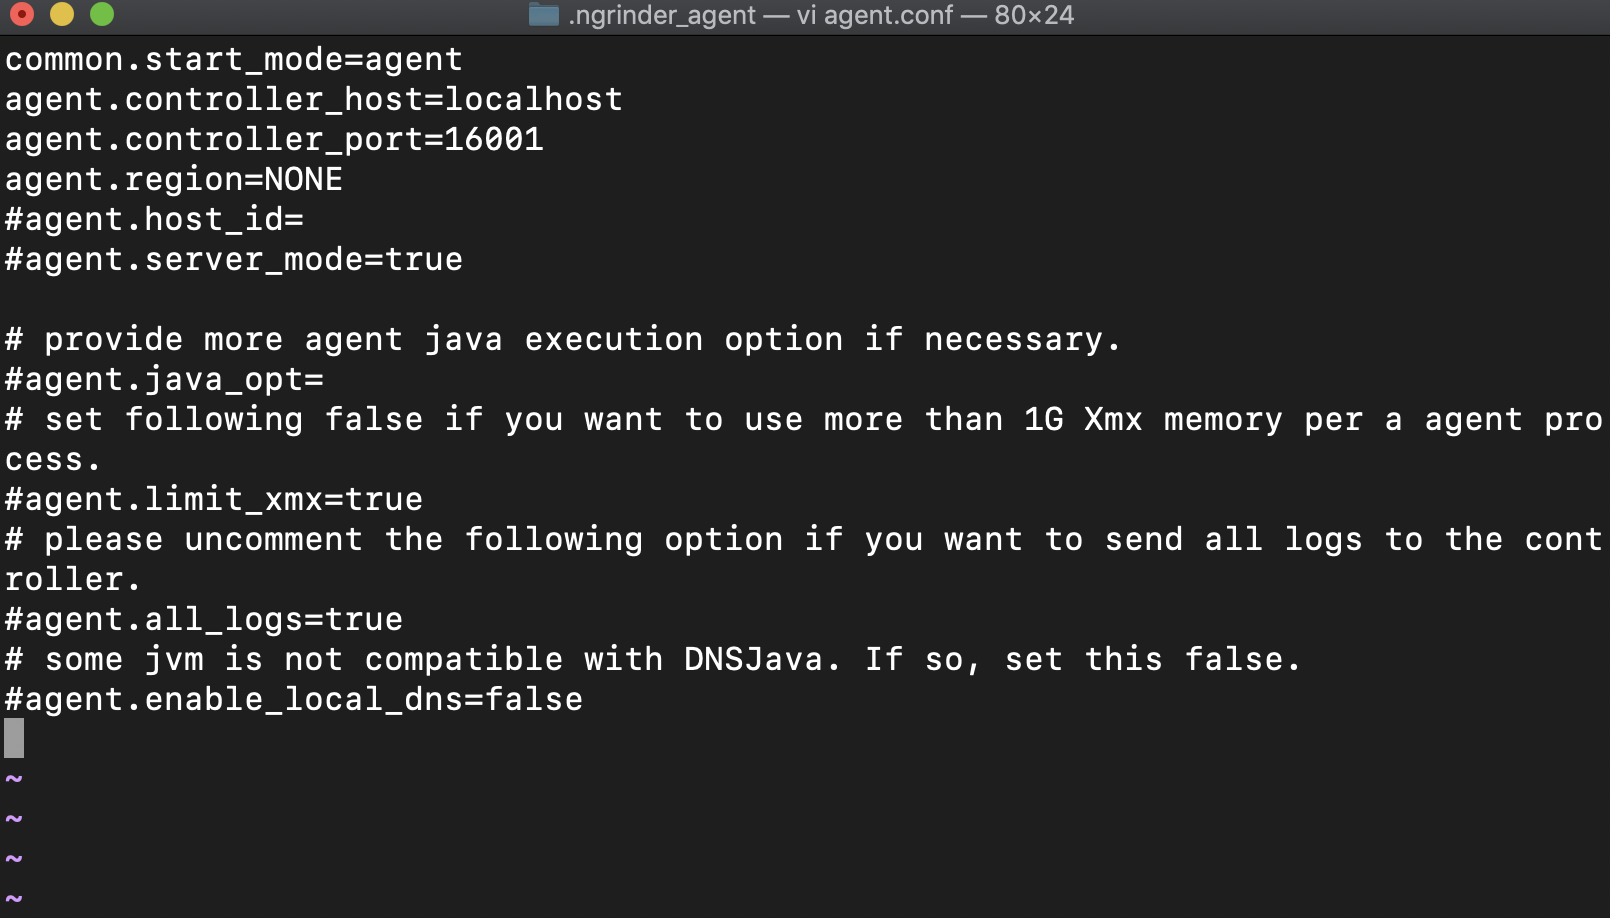 .ngrinder_agent — vi agent.conf — 80×24
common.start_mode=agent
agent.controller_host=localhost
agent.controller_port=16001
agent.region=NONE
#agent.host_id=
#agent.server_mode=true
# provide more agent java execution option if necessary.
#agent.java_opt=
# set following false if you want to use more than 1G Xmx memory per a agent pro
cess.
#agent.limit_xmx=true
# please uncomment the following option if you want to send all logs to the cont
roller.
#agent.all_logs=true
# some jvm is not compatible with DNSJava. If so, set this false.
#agent.enable_local_dns=false
~
~
~
~